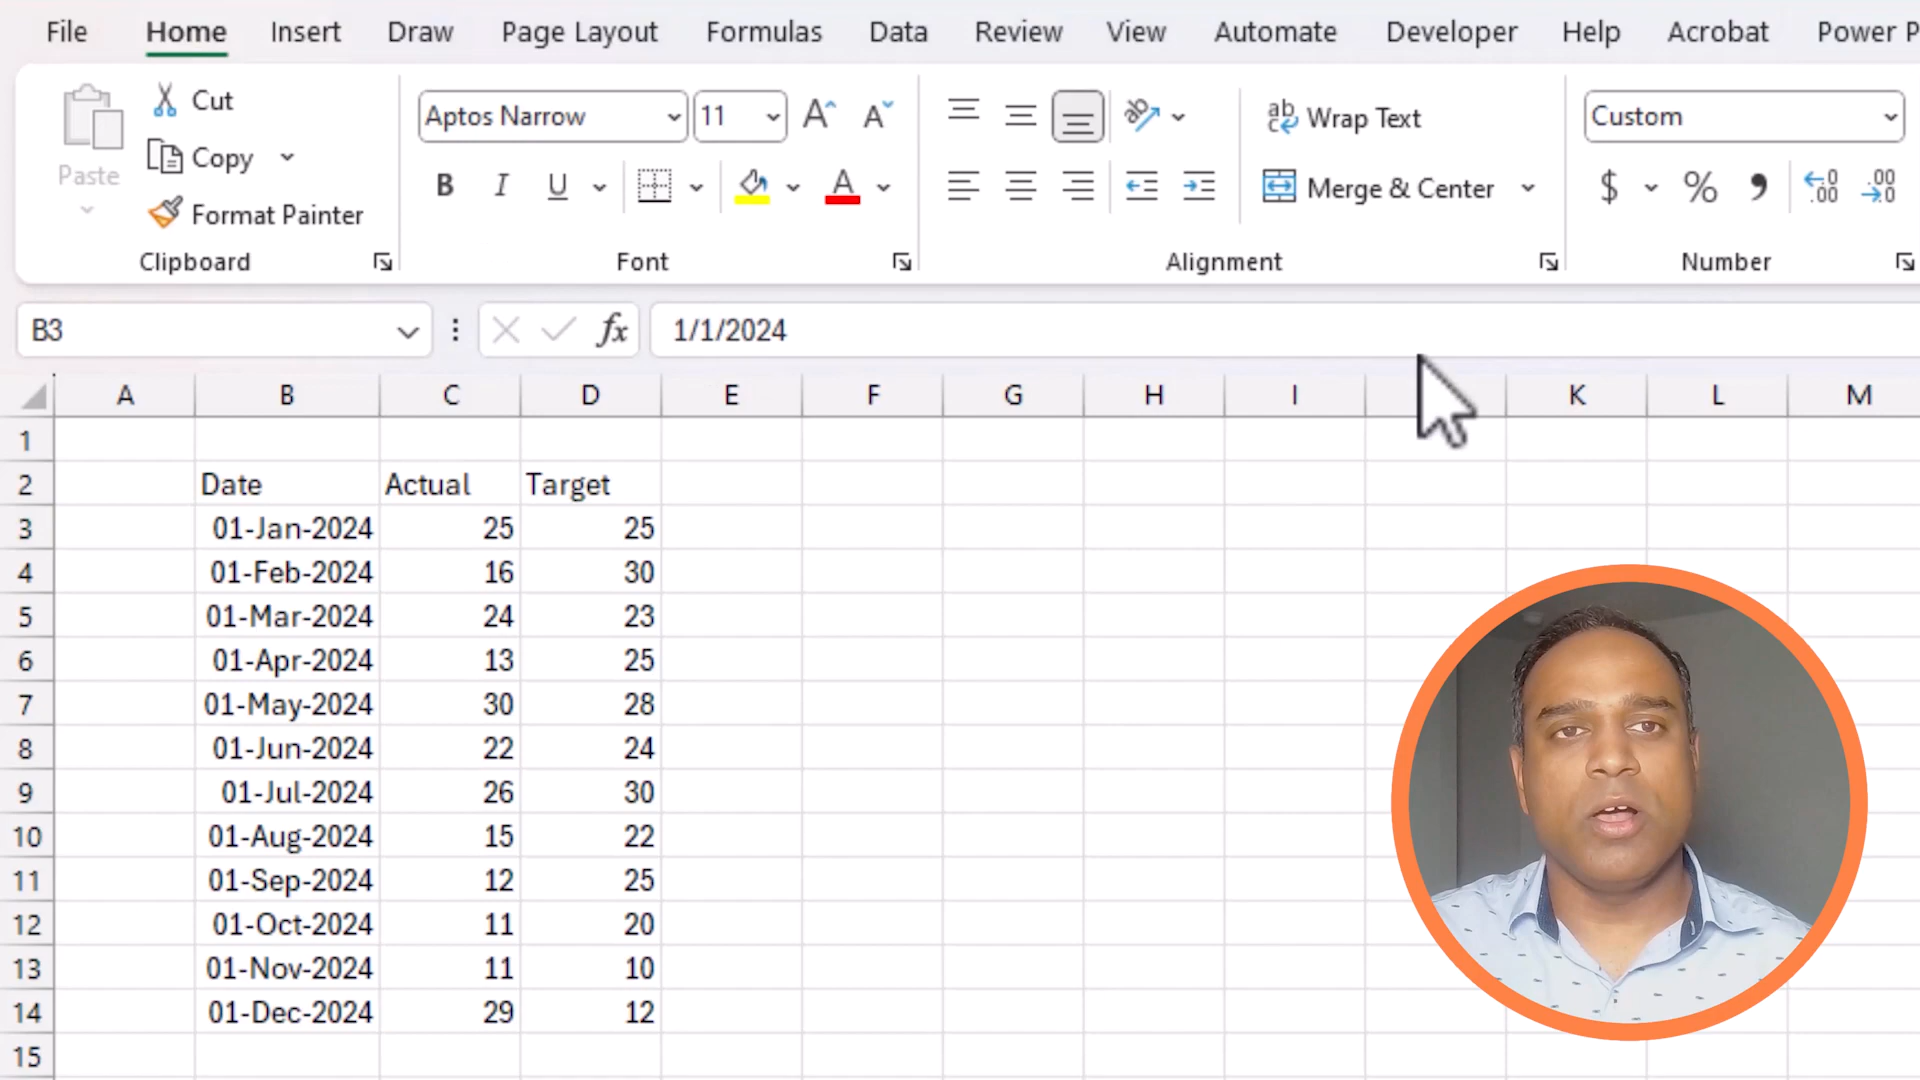 File Home Insert Draw Page Layout Formulas Data Review View Automate Developer Help Acrobat Power P
Paste
Cut
Copy
Format Painter
Clipboard
Aptos Narrow 11 A A
B I U A
Font
ab Wrap Text
Merge & Center
Alignment
Custom
$ % , .00 .00
Number
B3 fx 1/1/2024
A B C D E F G H I K L M
1
2 Date Actual Target
3 01-Jan-2024 25 25
4 01-Feb-2024 16 30
5 01-Mar-2024 24 23
6 01-Apr-2024 13 25
7 01-May-2024 30 28
8 01-Jun-2024 22 24
9 01-Jul-2024 26 30
10 01-Aug-2024 15 22
11 01-Sep-2024 12 25
12 01-Oct-2024 11 20
13 01-Nov-2024 11 10
14 01-Dec-2024 29 12
15